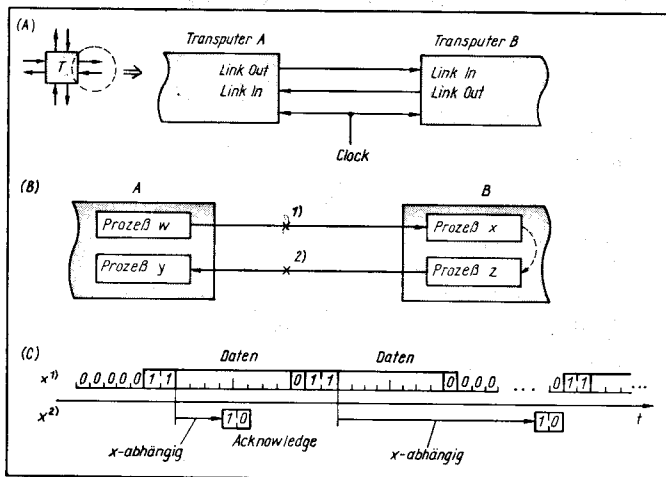 (A)
T
⇒
Transputer A
Transputer B
Link Out
Link In
Link In
Link Out
Clock
(B)
A
B
Prozeß w
1)
Prozeß x
Prozeß y
2)
Prozeß z
(C)
Daten
Daten
x¹)
0 0 0 0 0 1 1
0 1 1
0 0 0 0
...
0 1 1
...
x²)
1 0
1 0
t
x-abhängig
Acknowledge
x-abhängig